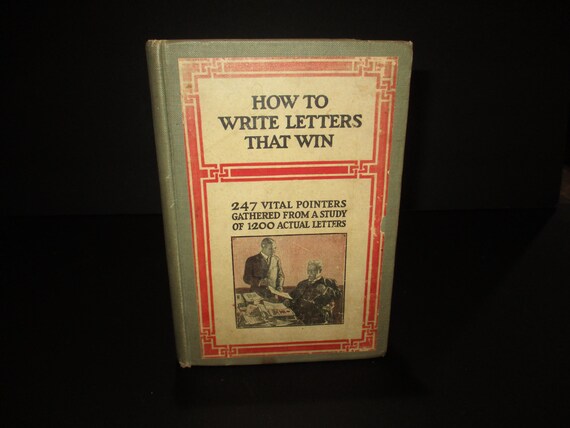 HOW TO
WRITE LETTERS
THAT WIN
247 VITAL POINTERS
GATHERED FROM A STUDY
OF 1200 ACTUAL LETTERS